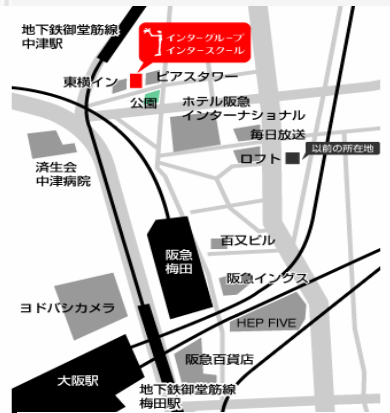 地下鉄御堂筋線
中津駅
インターグループ
インタースクール
東横イン
ピアスタワー
公園
ホテル阪急
インターナショナル
毎日放送
ロフト
以前の所在地
済生会
中津病院
百又ビル
阪急
梅田
阪急イングス
ヨドバシカメラ
HEP FIVE
阪急百貨店
大阪駅
地下鉄御堂筋線
梅田駅